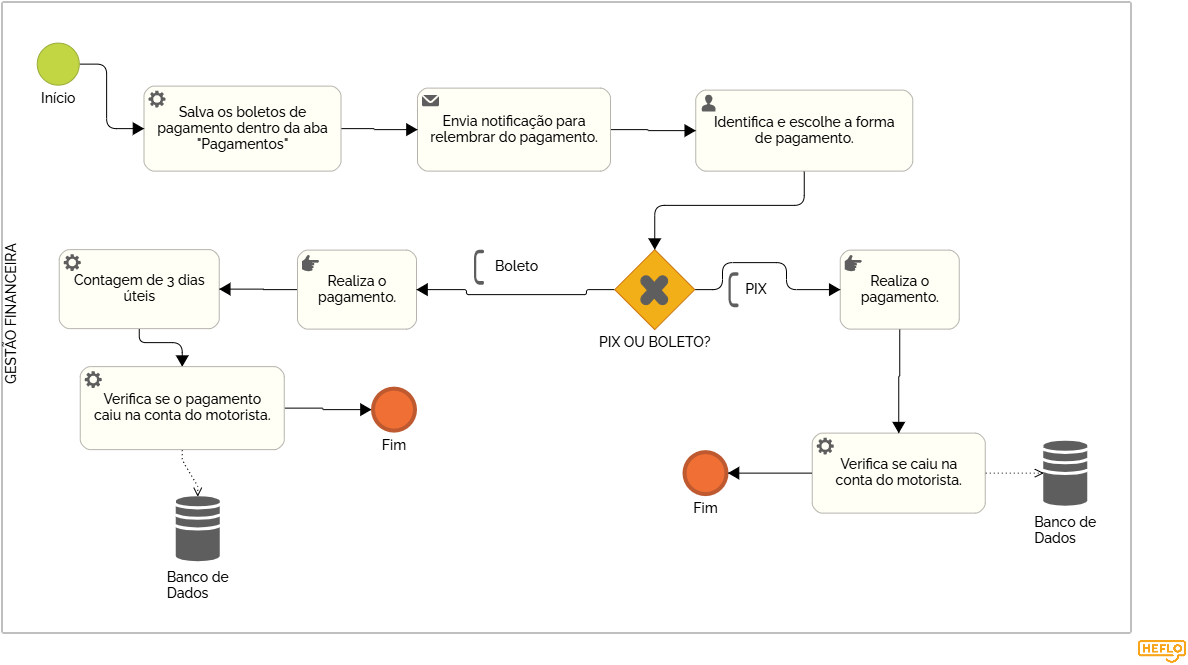 Início
Salva os boletos de
pagamento dentro da aba
"Pagamentos"
Envia notificação para
relembrar do pagamento.
Identifica e escolhe a forma
de pagamento.
GESTÃO FINANCEIRA
Contagem de 3 dias
úteis
Realiza o
pagamento.
Boleto
PIX OU BOLETO?
PIX
Realiza o
pagamento.
Verifica se o pagamento
caiu na conta do motorista.
Fim
Banco de
Dados
Fim
Verifica se caiu na
conta do motorista.
Banco de
Dados
HEFLO